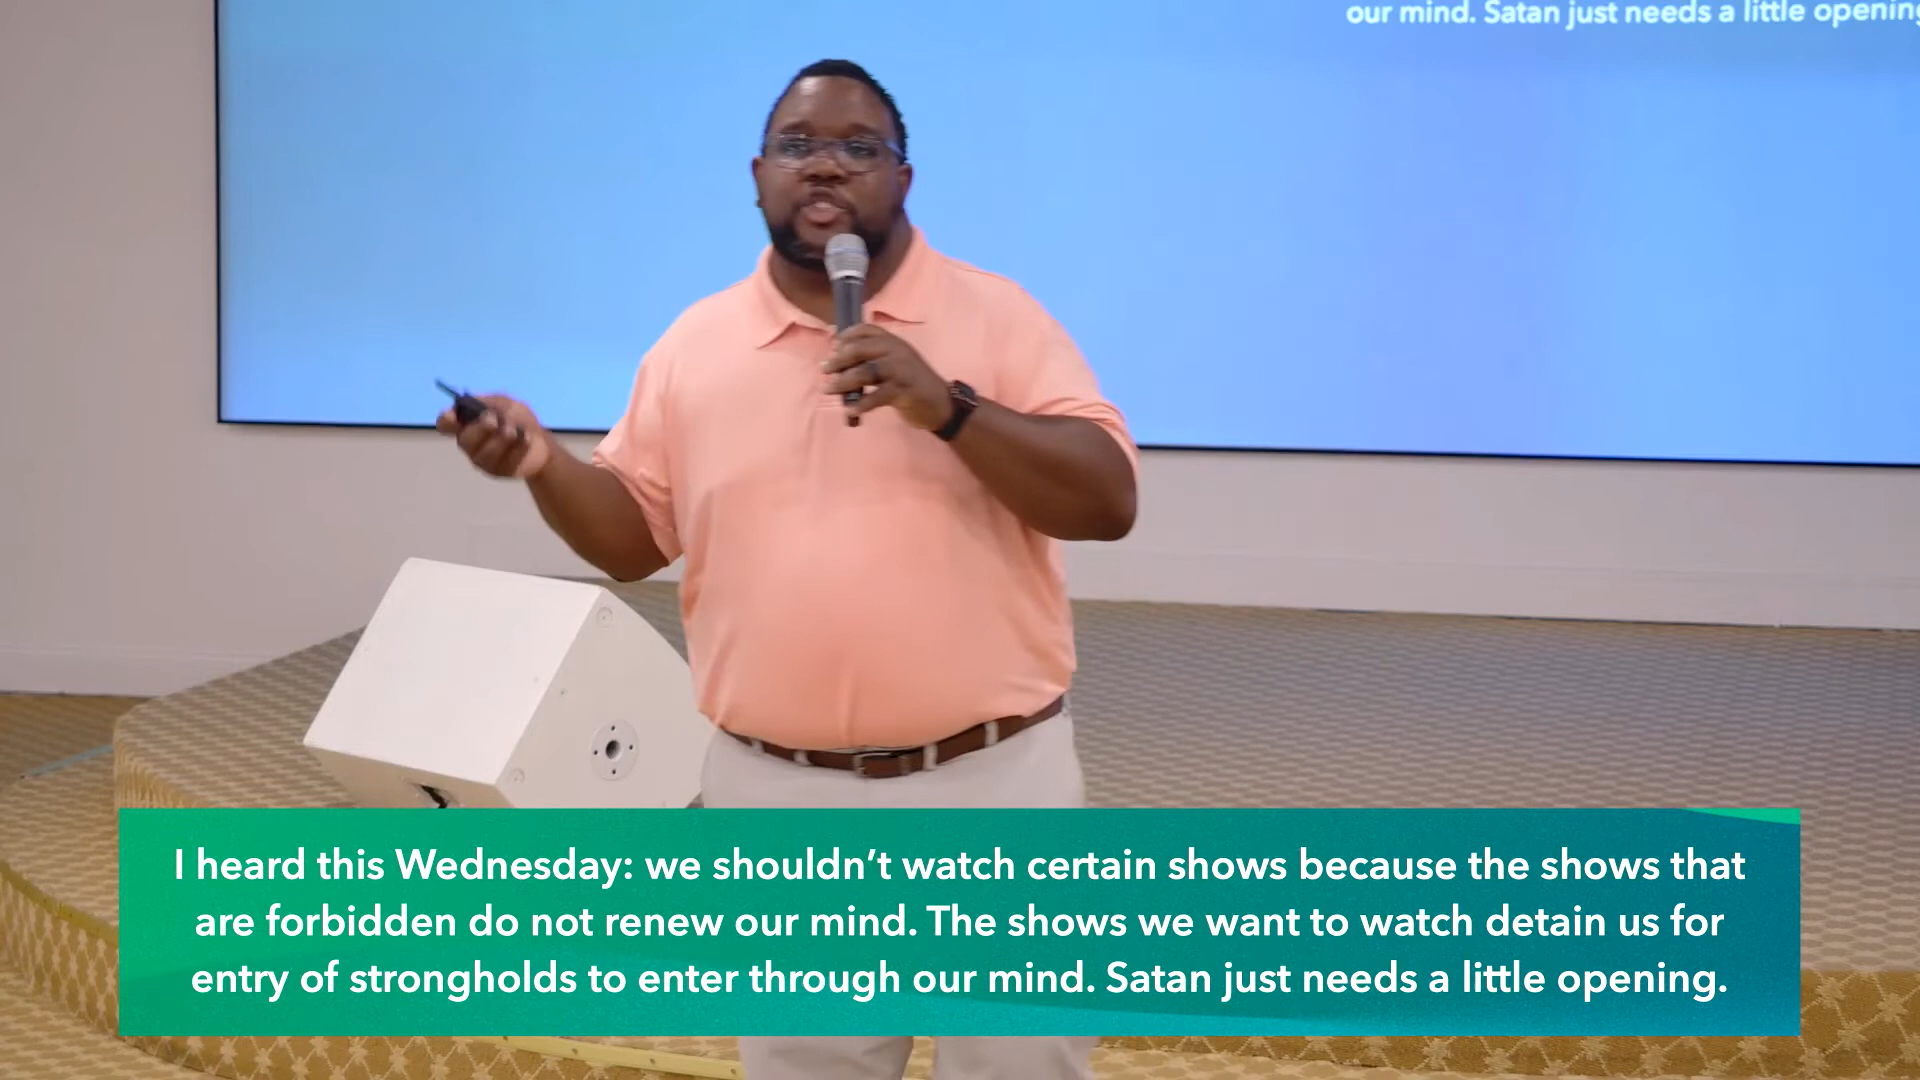 our mind. Satan just needs a little opening
I heard this Wednesday: we shouldn’t watch certain shows because the shows that
are forbidden do not renew our mind. The shows we want to watch detain us for
entry of strongholds to enter through our mind. Satan just needs a little opening.